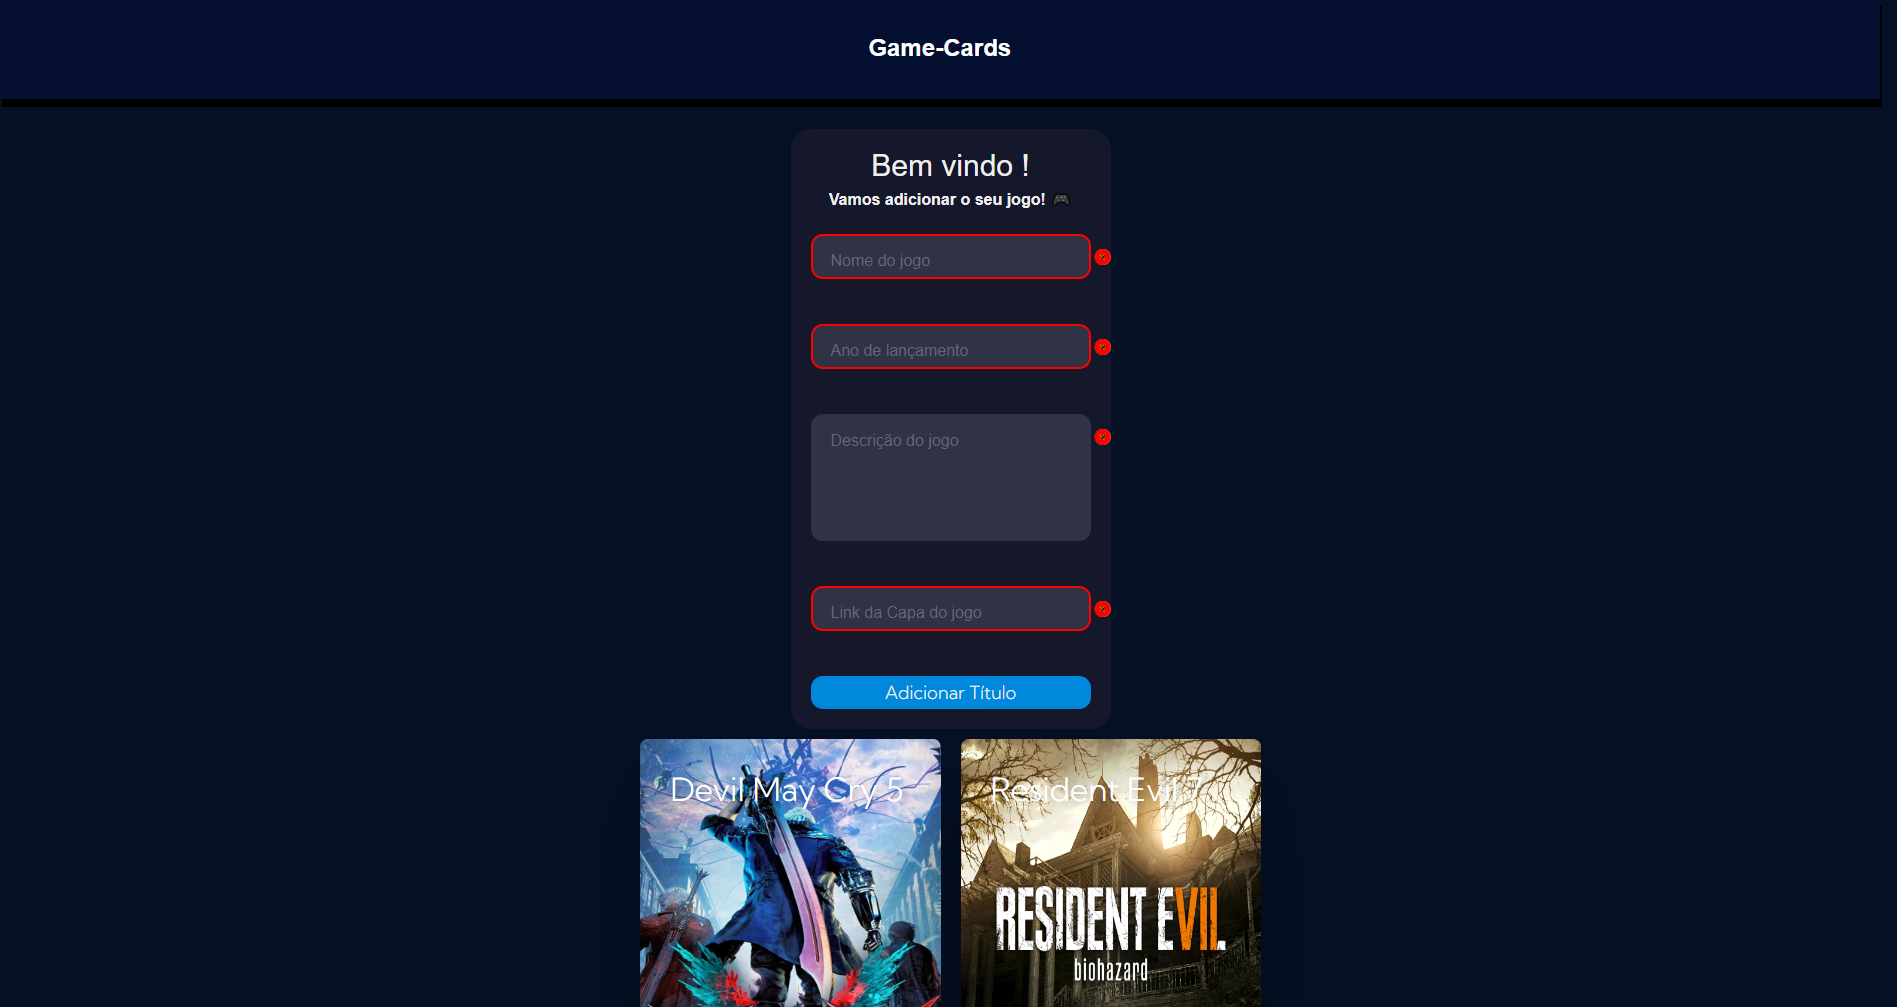 Game-Cards
Bem vindo !
Vamos adicionar o seu jogo! 🎮
Nome do jogo
Ano de lançamento
Descrição do jogo
Link da Capa do jogo
Adicionar Título
Devil May Cry 5
Resident Evil 7
RESIDENT EVII.
biohazard